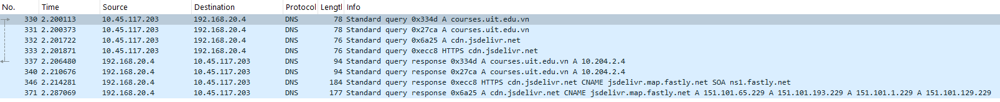 No. Time Source Destination Protocol Lengtl Info
330 2.200113 10.45.117.203 192.168.20.4 DNS 78 Standard query 0x334d A courses.uit.edu.vn
331 2.200373 10.45.117.203 192.168.20.4 DNS 78 Standard query 0x27ca A courses.uit.edu.vn
332 2.201722 10.45.117.203 192.168.20.4 DNS 76 Standard query 0x6a25 A cdn.jsdelivr.net
333 2.201871 10.45.117.203 192.168.20.4 DNS 76 Standard query 0xecc8 HTTPS cdn.jsdelivr.net
337 2.206480 192.168.20.4 10.45.117.203 DNS 94 Standard query response 0x334d A courses.uit.edu.vn A 10.204.2.4
340 2.210676 192.168.20.4 10.45.117.203 DNS 94 Standard query response 0x27ca A courses.uit.edu.vn A 10.204.2.4
346 2.214281 192.168.20.4 10.45.117.203 DNS 184 Standard query response 0xecc8 HTTPS cdn.jsdelivr.net CNAME jsdelivr.map.fastly.net SOA ns1.fastly.net
371 2.287069 192.168.20.4 10.45.117.203 DNS 177 Standard query response 0x6a25 A cdn.jsdelivr.net CNAME jsdelivr.map.fastly.net A 151.101.65.229 A 151.101.193.229 A 151.101.1.229 A 151.101.129.229